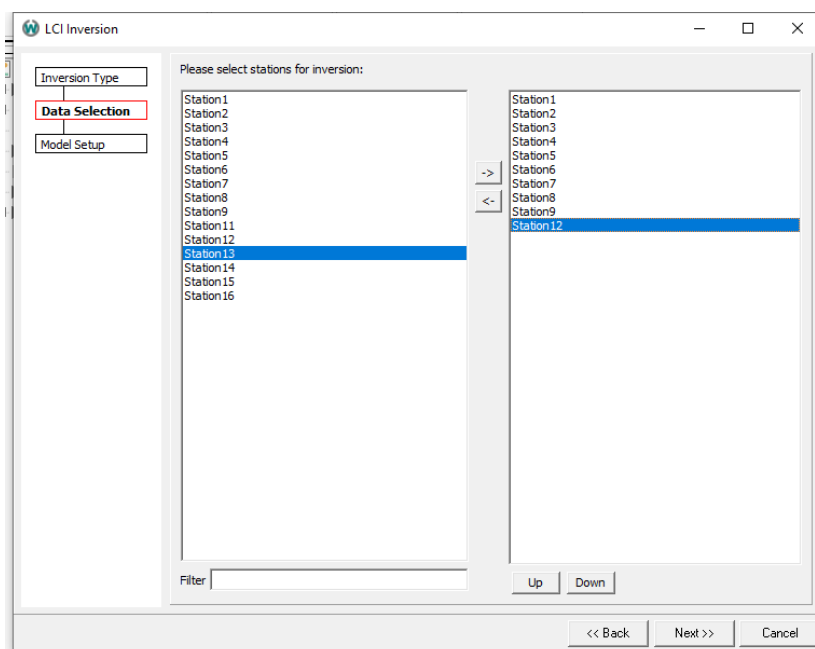 LCI Inversion
Inversion Type
Data Selection
Model Setup
Please select stations for inversion:
Station1
Station2
Station3
Station4
Station5
Station6
Station7
Station8
Station9
Station11
Station12
Station13
Station14
Station15
Station16
->
<-
Station1
Station2
Station3
Station4
Station5
Station6
Station7
Station8
Station9
Station12
Filter
Up
Down
<< Back
Next >>
Cancel